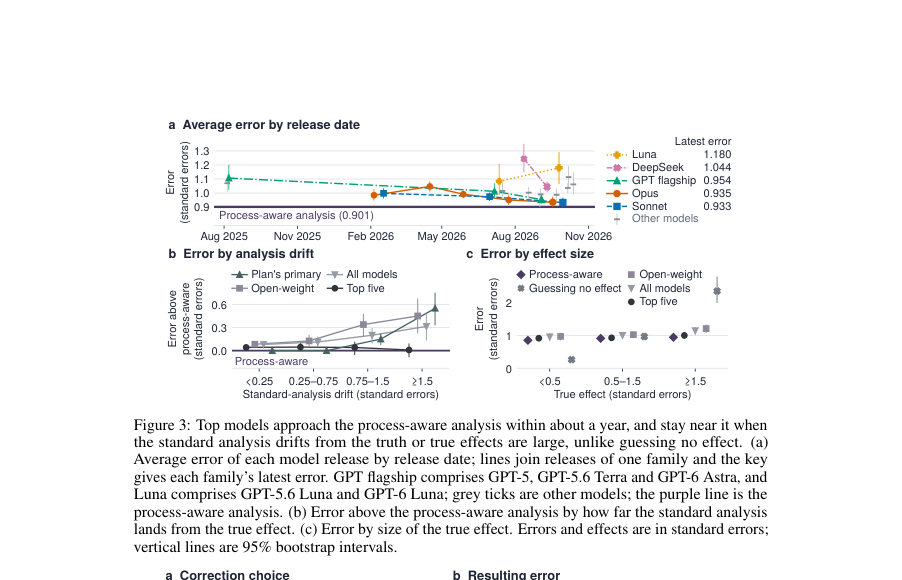 a Average error by release date
Error
(standard errors)
1.3
1.2
1.1
1.0
0.9
Process-aware analysis (0.901)
Aug 2025 Nov 2025 Feb 2026 May 2026 Aug 2026 Nov 2026
Latest error
Luna 1.180
DeepSeek 1.044
GPT flagship 0.954
Opus 0.935
Sonnet 0.933
Other models
b Error by analysis drift
Error above
process-aware
(standard errors)
Plan's primary All models
Open-weight Top five
0.6
0.3
0.0
Process-aware
<0.25 0.25–0.75 0.75–1.5 ≥1.5
Standard-analysis drift (standard errors)
c Error by effect size
Error
(standard errors)
Process-aware Open-weight
Guessing no effect All models
Top five
2
1
0
<0.5 0.5–1.5 ≥1.5
True effect (standard errors)
Figure 3: Top models approach the process-aware analysis within about a year, and stay near it when
the standard analysis drifts from the truth or true effects are large, unlike guessing no effect. (a)
Average error of each model release by release date; lines join releases of one family and the key
gives each family's latest error. GPT flagship comprises GPT-5, GPT-5.6 Terra and GPT-6 Astra, and
Luna comprises GPT-5.6 Luna and GPT-6 Luna; grey ticks are other models; the purple line is the
process-aware analysis. (b) Error above the process-aware analysis by how far the standard analysis
lands from the true effect. (c) Error by size of the true effect. Errors and effects are in standard errors;
vertical lines are 95% bootstrap intervals.
a Correction choice
b Resulting error